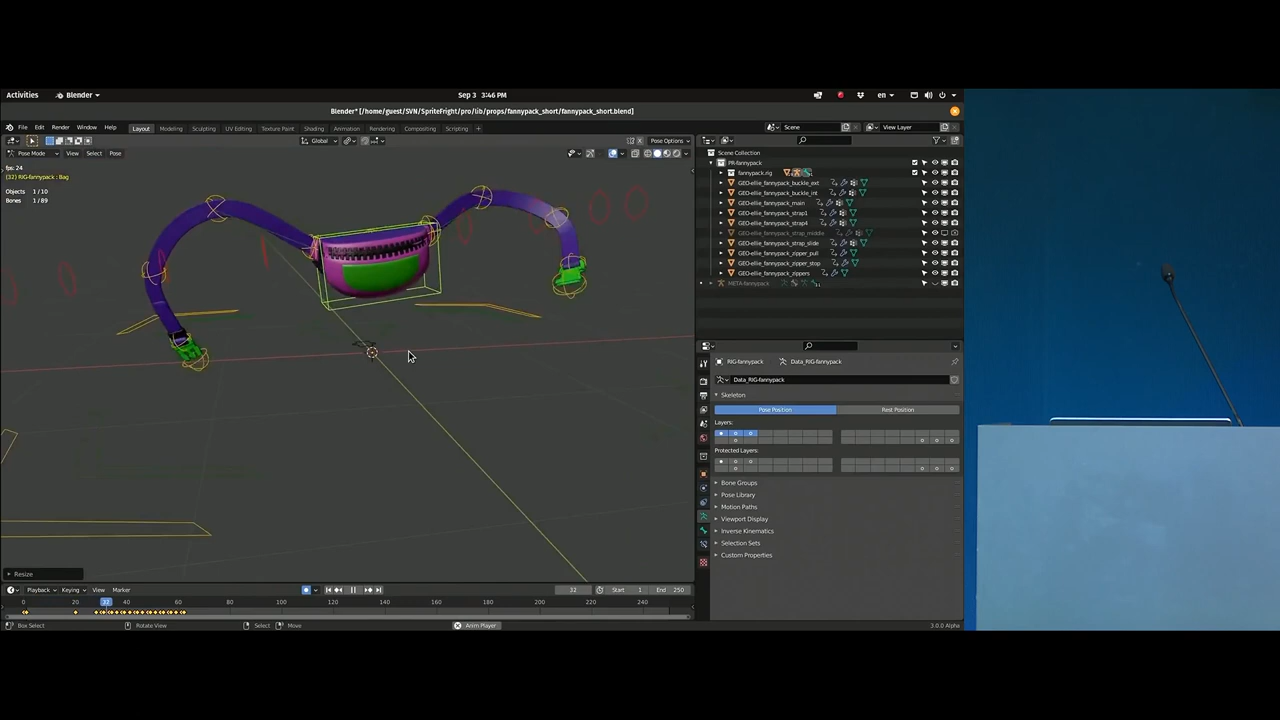 Activities Blender Sep 3 3:46 PM en
Blender* [/home/guest/SVN/SpriteFright/pro/lib/props/fannypack_short/fannypack_short.blend]
File Edit Render Window Help Layout Modeling Sculpting UV Editing Texture Paint Shading Animation Rendering Compositing Scripting + Scene View Layer
Global Pose Options
Pose Mode View Select Pose
Scene Collection
fps: 24
PR-fannypack
(32) RIG-fannypack : Bag
fannypack.rig
GEO-ellie_fannypack_buckle_ext
Objects 1/10
GEO-ellie_fannypack_buckle_int
Bones 1/89
GEO-ellie_fannypack_main
GEO-ellie_fannypack_strap1
GEO-ellie_fannypack_strap4
GEO-ellie_fannypack_strap_middle
GEO-ellie_fannypack_strap_slide
GEO-ellie_fannypack_zipper_pull
GEO-ellie_fannypack_zipper_stop
GEO-ellie_fannypack_zippers
META-fannypack
RIG-fannypack Data_RIG-fannypack
Data_RIG-fannypack
Skeleton
Pose Position Rest Position
Layers:
Protected Layers:
Bone Groups
Pose Library
Motion Paths
Viewport Display
Inverse Kinematics
Selection Sets
Custom Properties
Resize
Playback Keying View Marker 32 Start 1 End 250
0 20 32 40 60 80 100 120 140 160 180 200 220 240
Box Select Rotate View Select Move Anim Player 3.0.0 Alpha